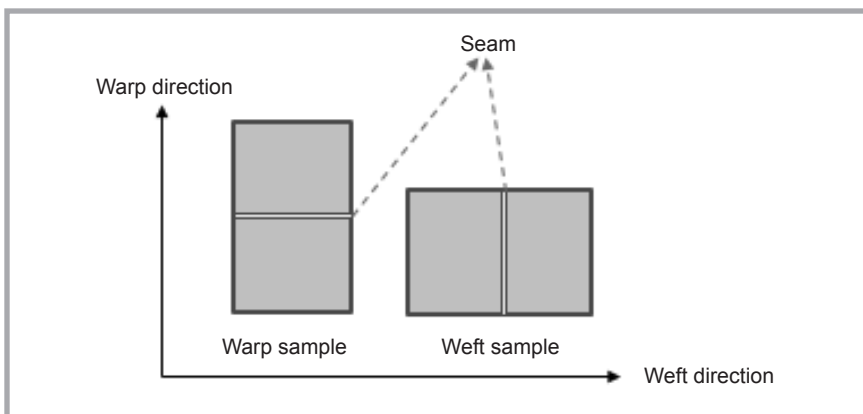 Seam
Warp direction
Warp sample
Weft sample
Weft direction